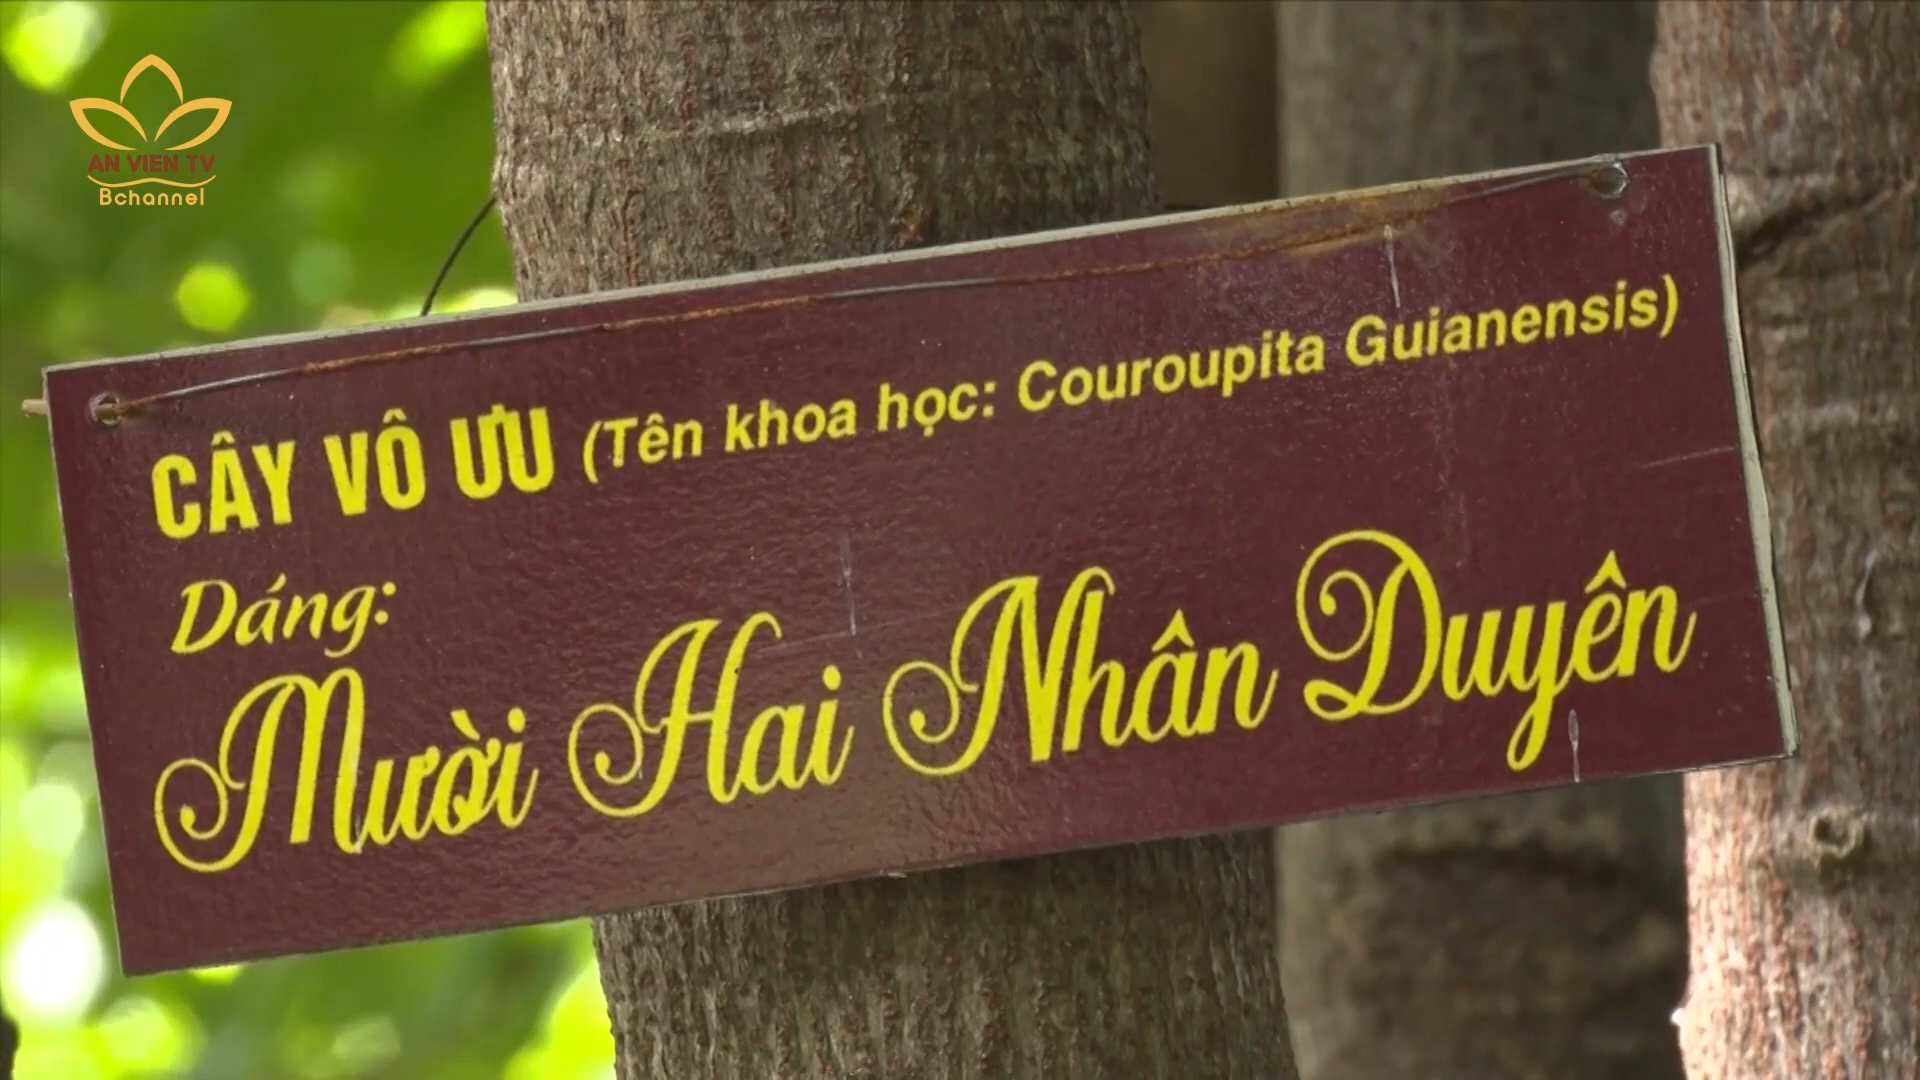 AN VIEN TV
Bchannel
CÂY VÔ ƯU (Tên khoa học: Couroupita Guianensis)
Dáng:
Mười Hai Nhân Duyên